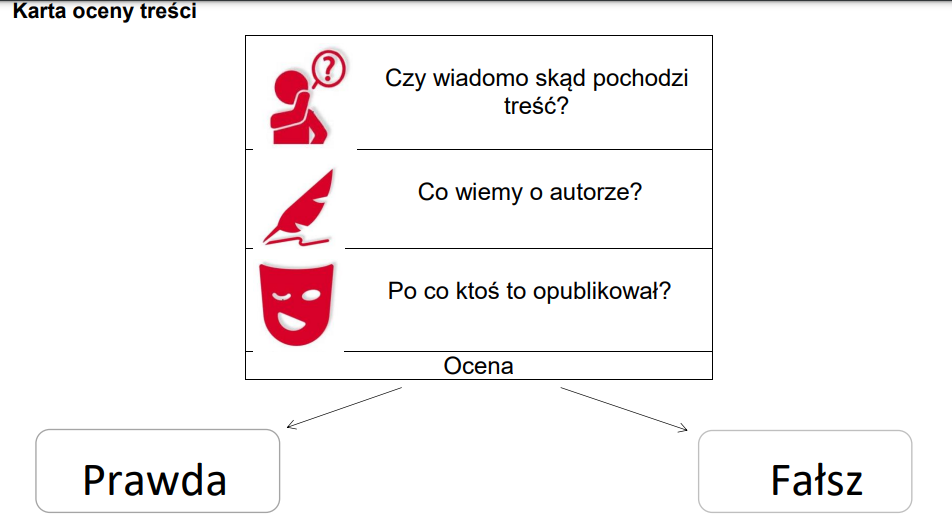 Karta oceny treści
?
Czy wiadomo skąd pochodzi
treść?
Co wiemy o autorze?
Po co ktoś to opublikował?
Ocena
Prawda
Fałsz